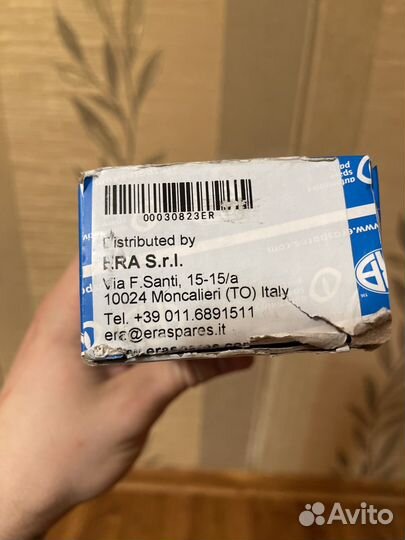 00030823ER
Distributed by
ERA S.r.l.
Via F.Santi, 15-15/a
10024 Moncalieri (TO) Italy
Tel. +39 011.6891511
era@eraspares.it
www.eraspares.com
Avito